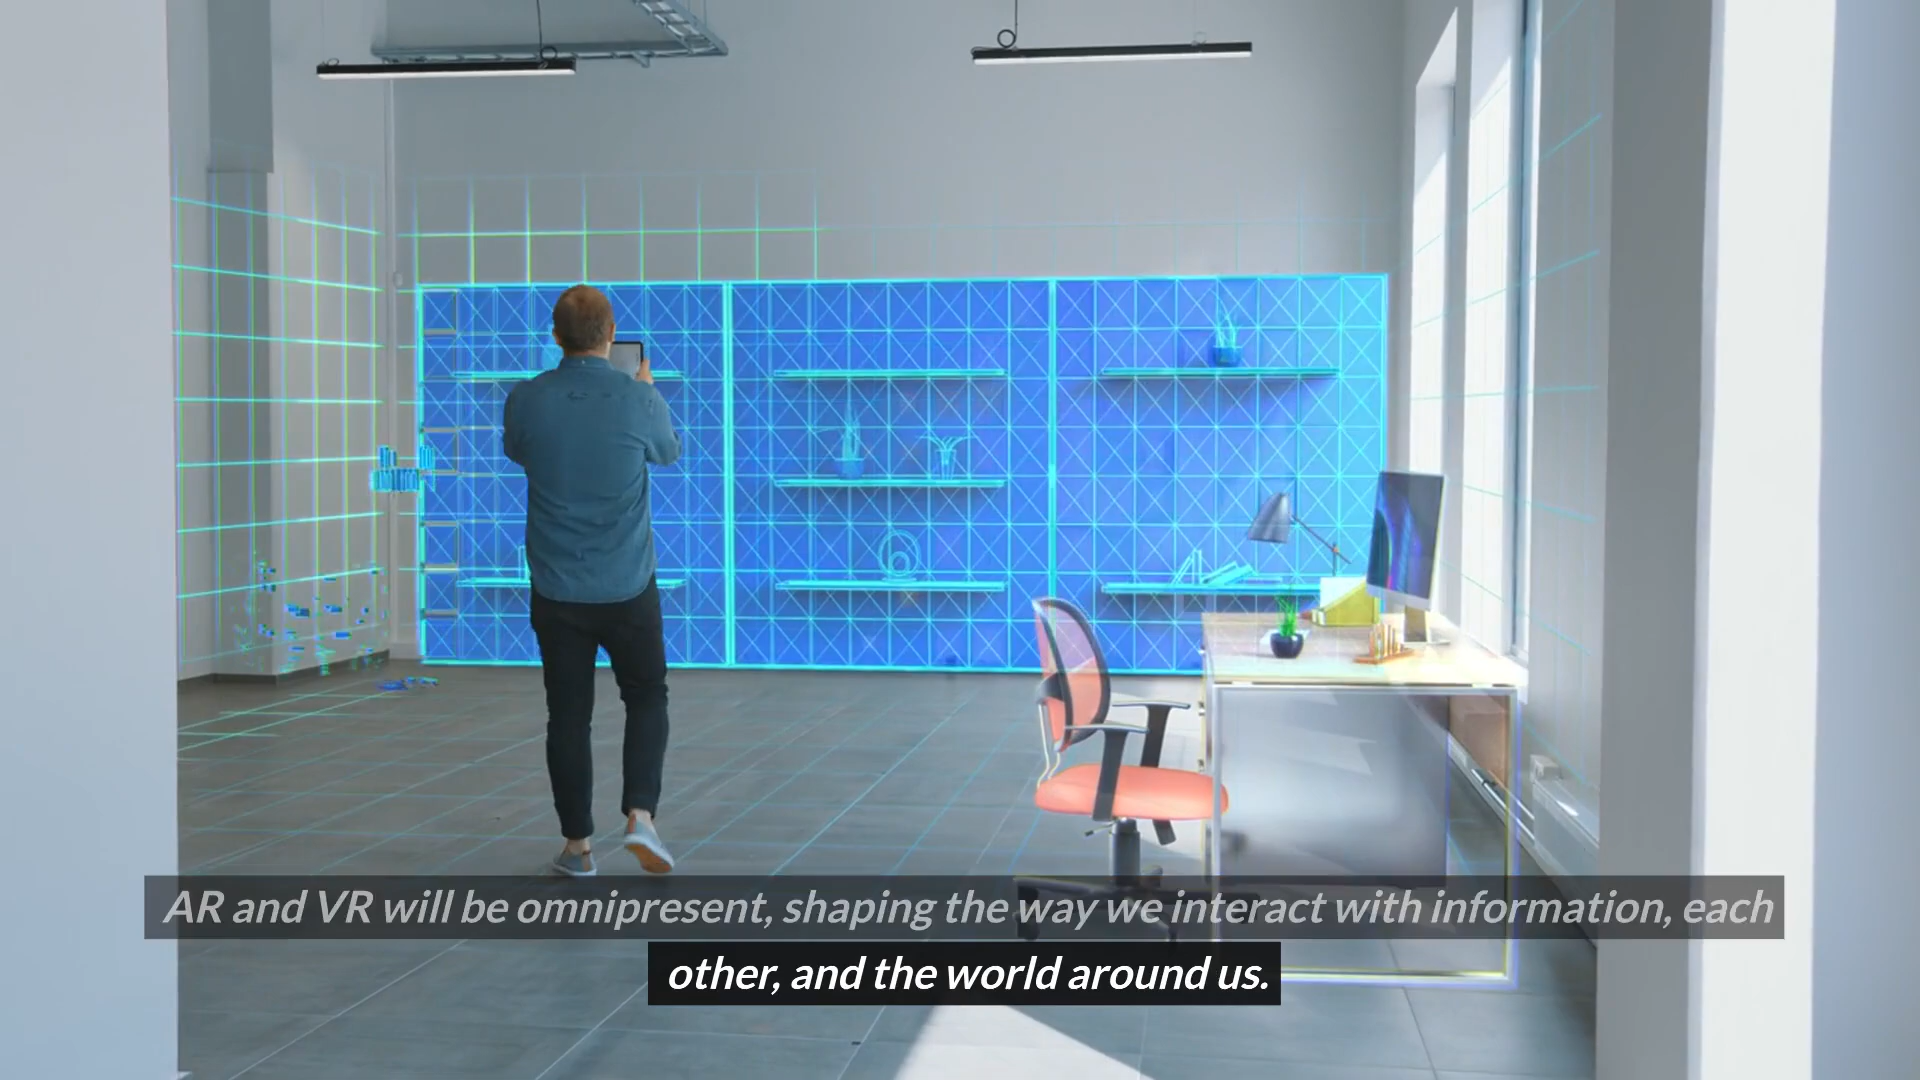 AR and VR will be omnipresent, shaping the way we interact with information, each
other, and the world around us.